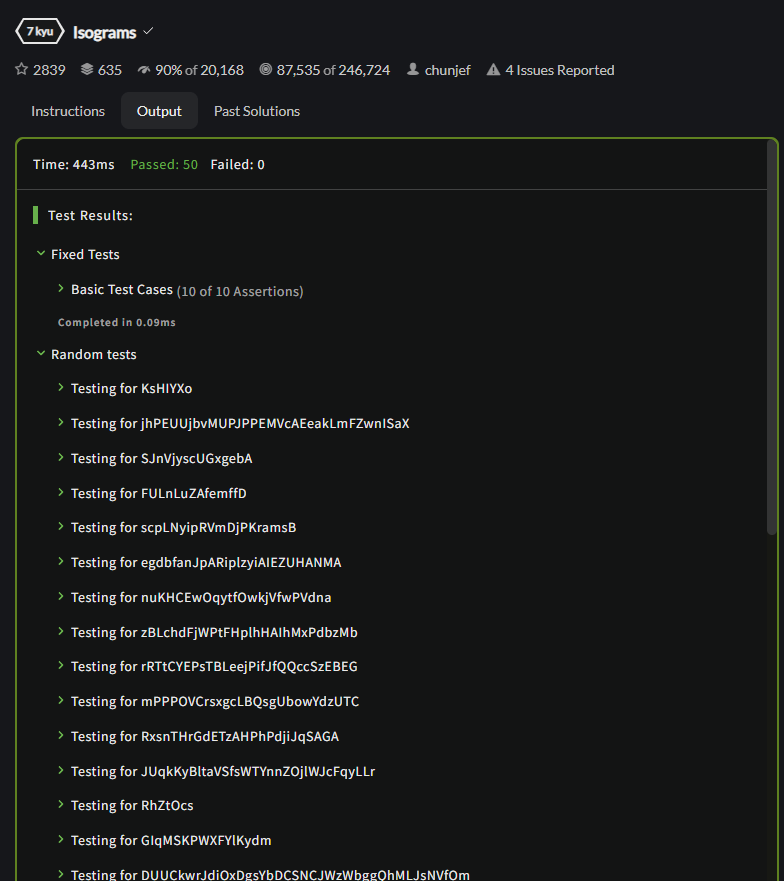 7 kyu Isograms
2839 635 90% of 20,168 87,535 of 246,724 chunjef 4 Issues Reported
Instructions Output Past Solutions
Time: 443ms Passed: 50 Failed: 0
Test Results:
Fixed Tests
Basic Test Cases (10 of 10 Assertions)
Completed in 0.09ms
Random tests
Testing for KsHIYXo
Testing for jhPEUUjbvMUPJPPEMVcAEeakLmFZwnISaX
Testing for SJnVjyscUGxgebA
Testing for FULnLuZAfemffD
Testing for scpLNyipRVmDjPKramsB
Testing for egdbfanJpARiplzyiAIEZUHANMA
Testing for nuKHCEwOqytfOwkjVfwPVdna
Testing for zBLchdFjWPtFHplhHAIhMxPdbzMb
Testing for rRTtCYEPsTBLeejPifJfQQccSzEBEG
Testing for mPPPOVCrsxgcLBQsgUbowYdzUTC
Testing for RxsnTHrGdETzAHPhPdjiJqSAGA
Testing for JUqkKyBltaVSfsWTYnnZOjlWJcFqyLLr
Testing for RhZtOcs
Testing for GIqMSKPWXFYlKydm
Testing for DUUCkwrJdiOxDgsYbDCSNCJWzWbggQhMLJsNVfOm